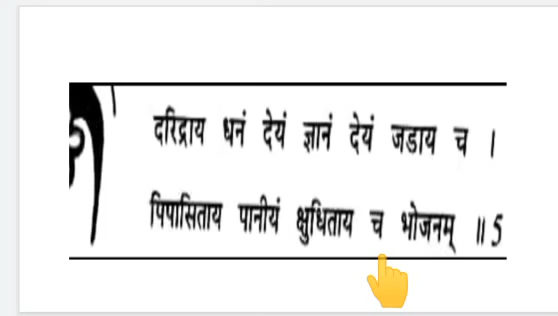 दरिद्राय धनं देयं ज्ञानं देयं जडाय च ।
पिपासिताय पानीयं क्षुधिताय च भोजनम् ॥ 5